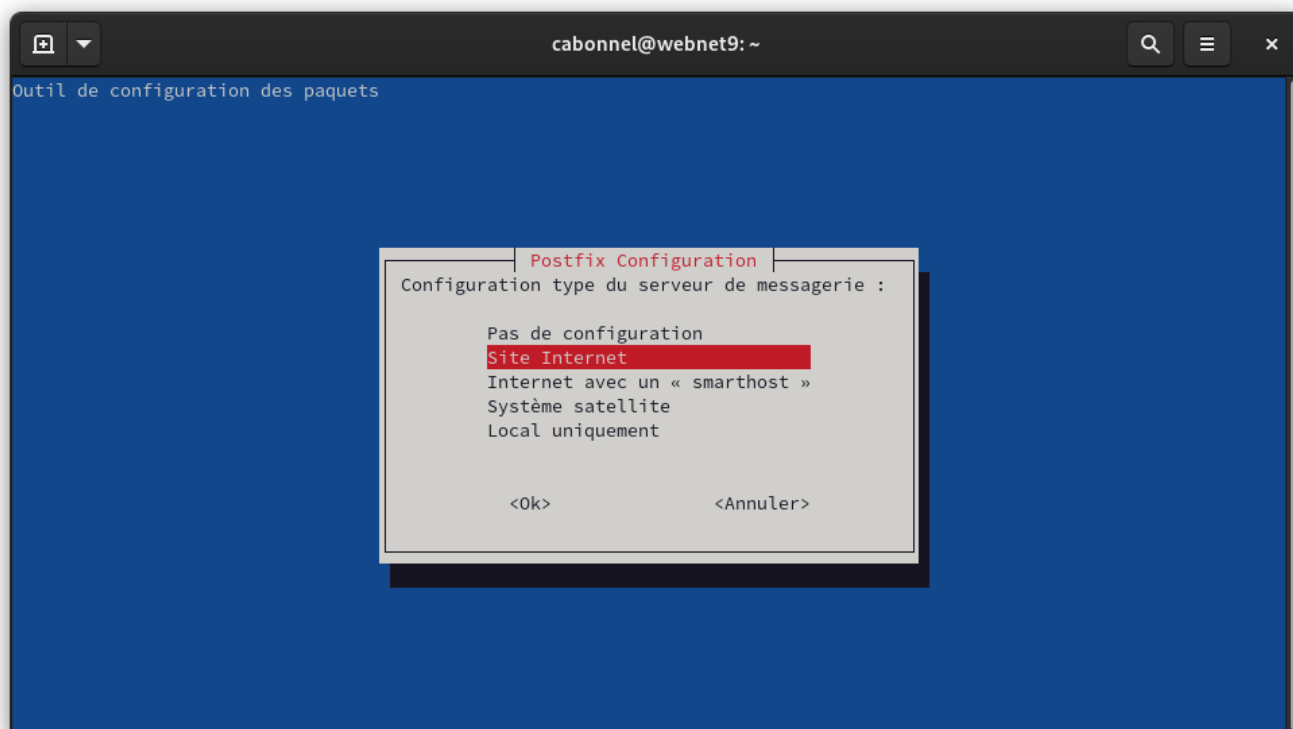 cabonnel@webnet9: ~
Outil de configuration des paquets
Postfix Configuration
Configuration type du serveur de messagerie :
Pas de configuration
Site Internet
Internet avec un « smarthost »
Système satellite
Local uniquement
<Ok> <Annuler>